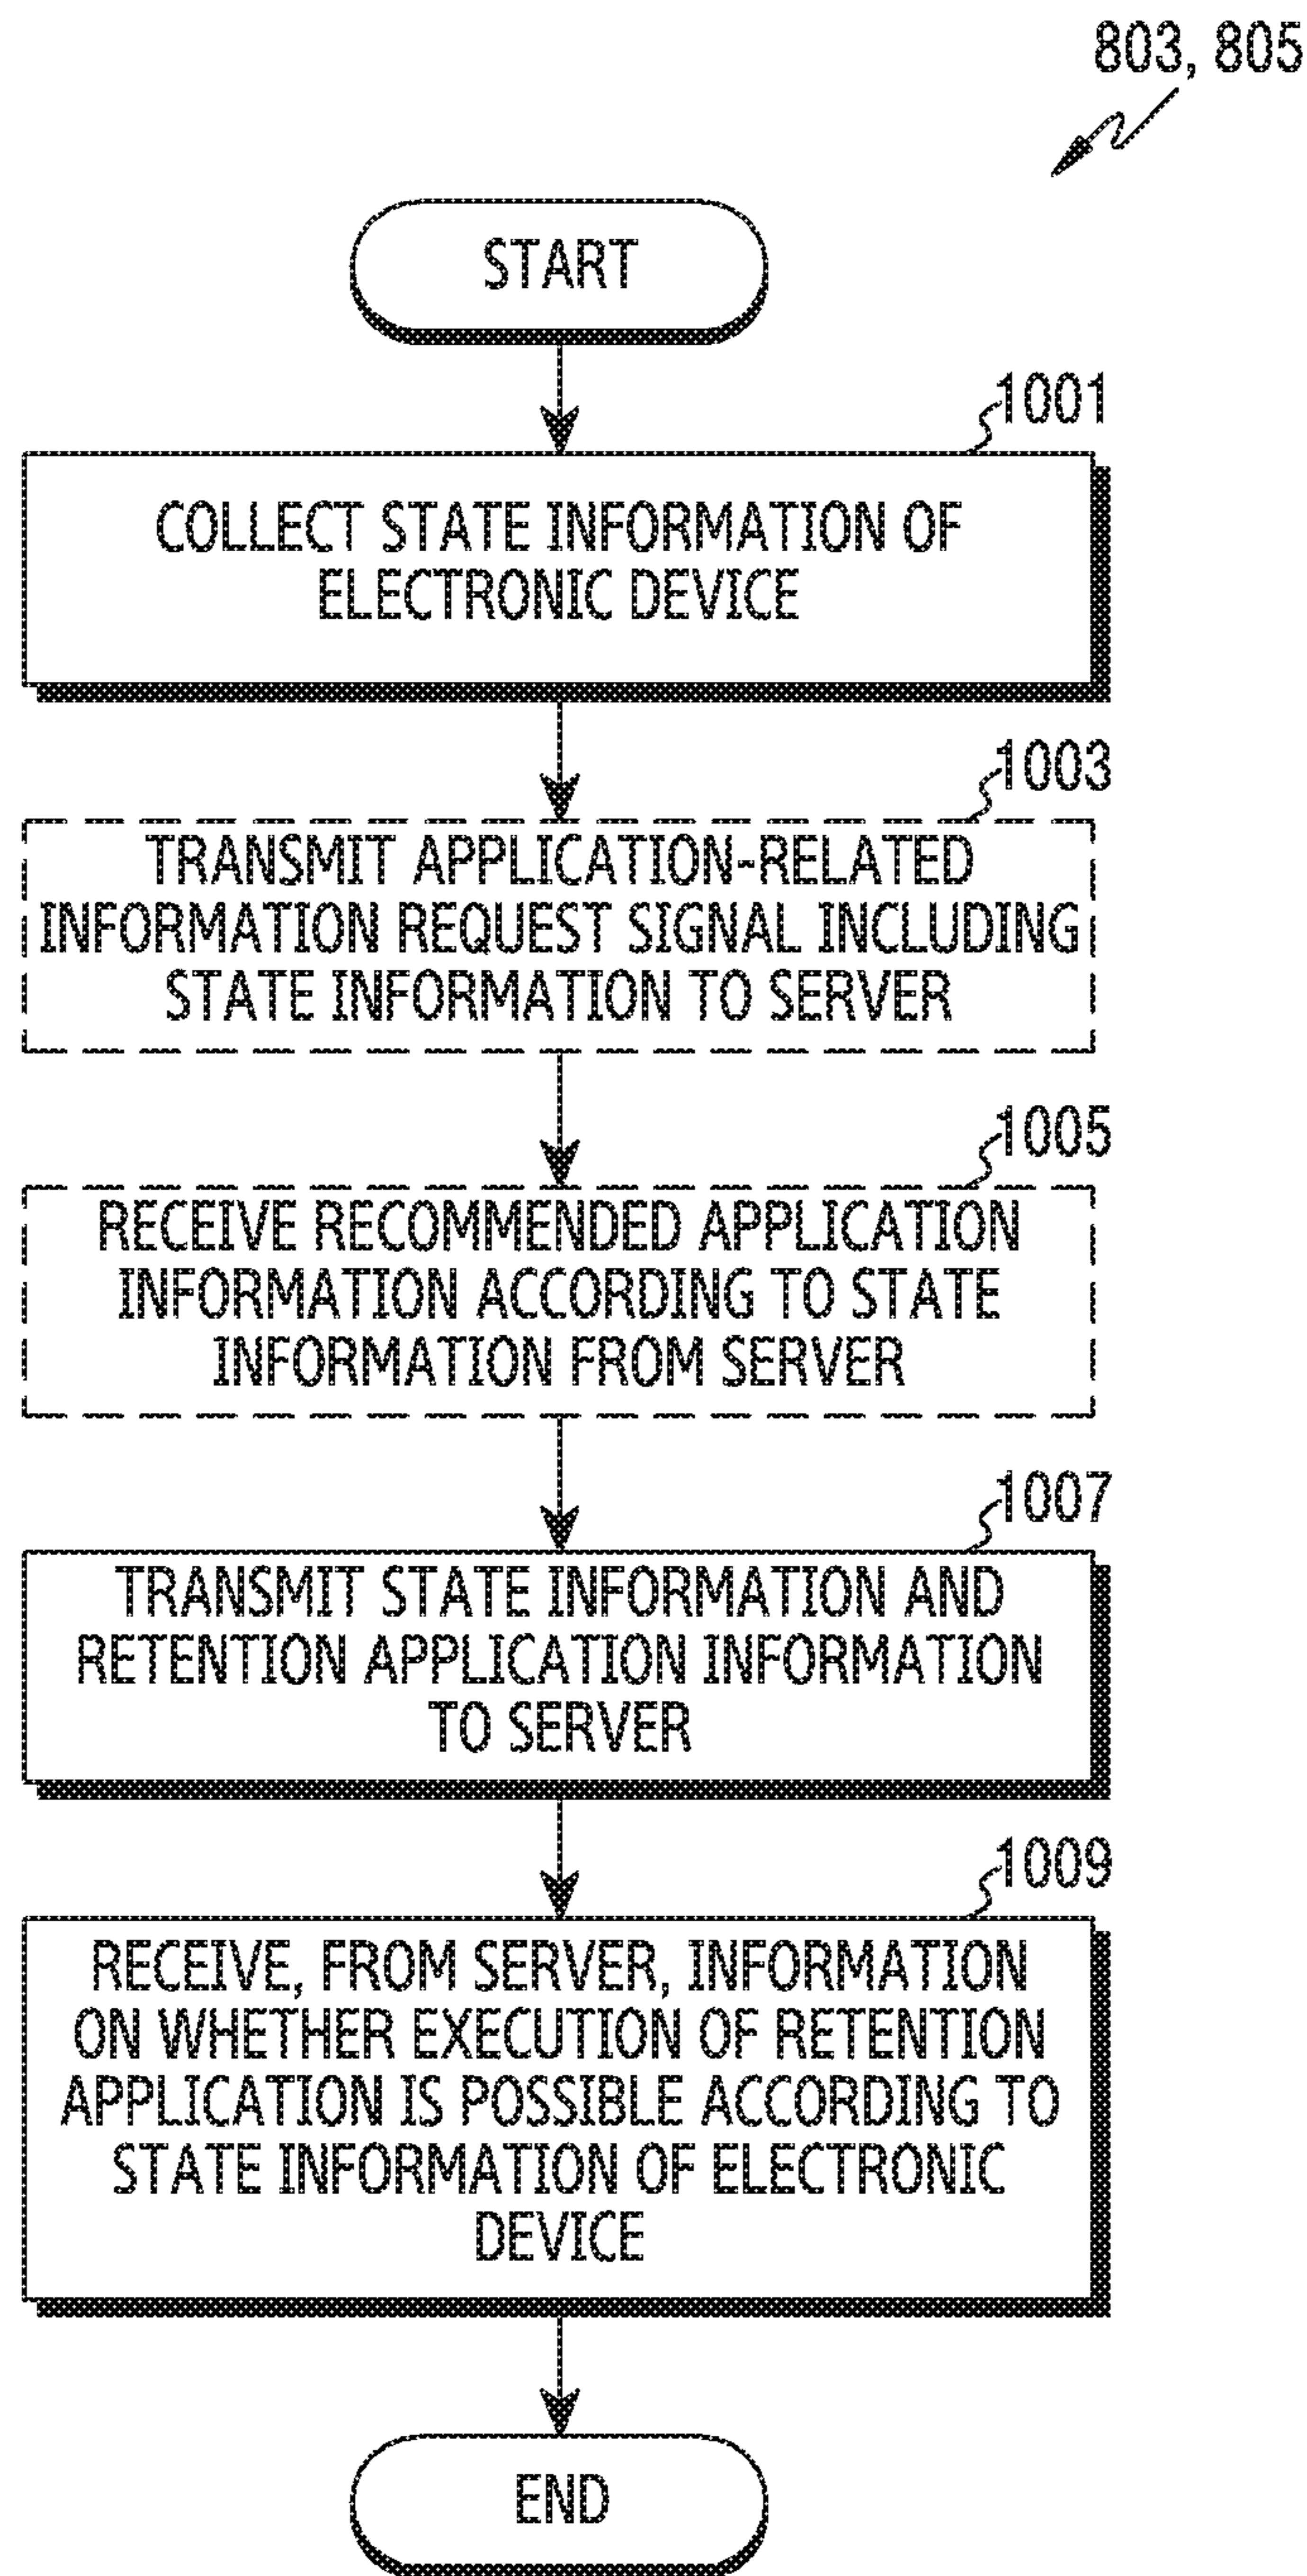 803, 805
START
1001
COLLECT STATE INFORMATION OF
ELECTRONIC DEVICE
1003
TRANSMIT APPLICATION-RELATED
INFORMATION REQUEST SIGNAL INCLUDING
STATE INFORMATION TO SERVER
1005
RECEIVE RECOMMENDED APPLICATION
INFORMATION ACCORDING TO STATE
INFORMATION FROM SERVER
1007
TRANSMIT STATE INFORMATION AND
RETENTION APPLICATION INFORMATION
TO SERVER
1009
RECEIVE, FROM SERVER, INFORMATION
ON WHETHER EXECUTION OF RETENTION
APPLICATION IS POSSIBLE ACCORDING TO
STATE INFORMATION OF ELECTRONIC
DEVICE
END